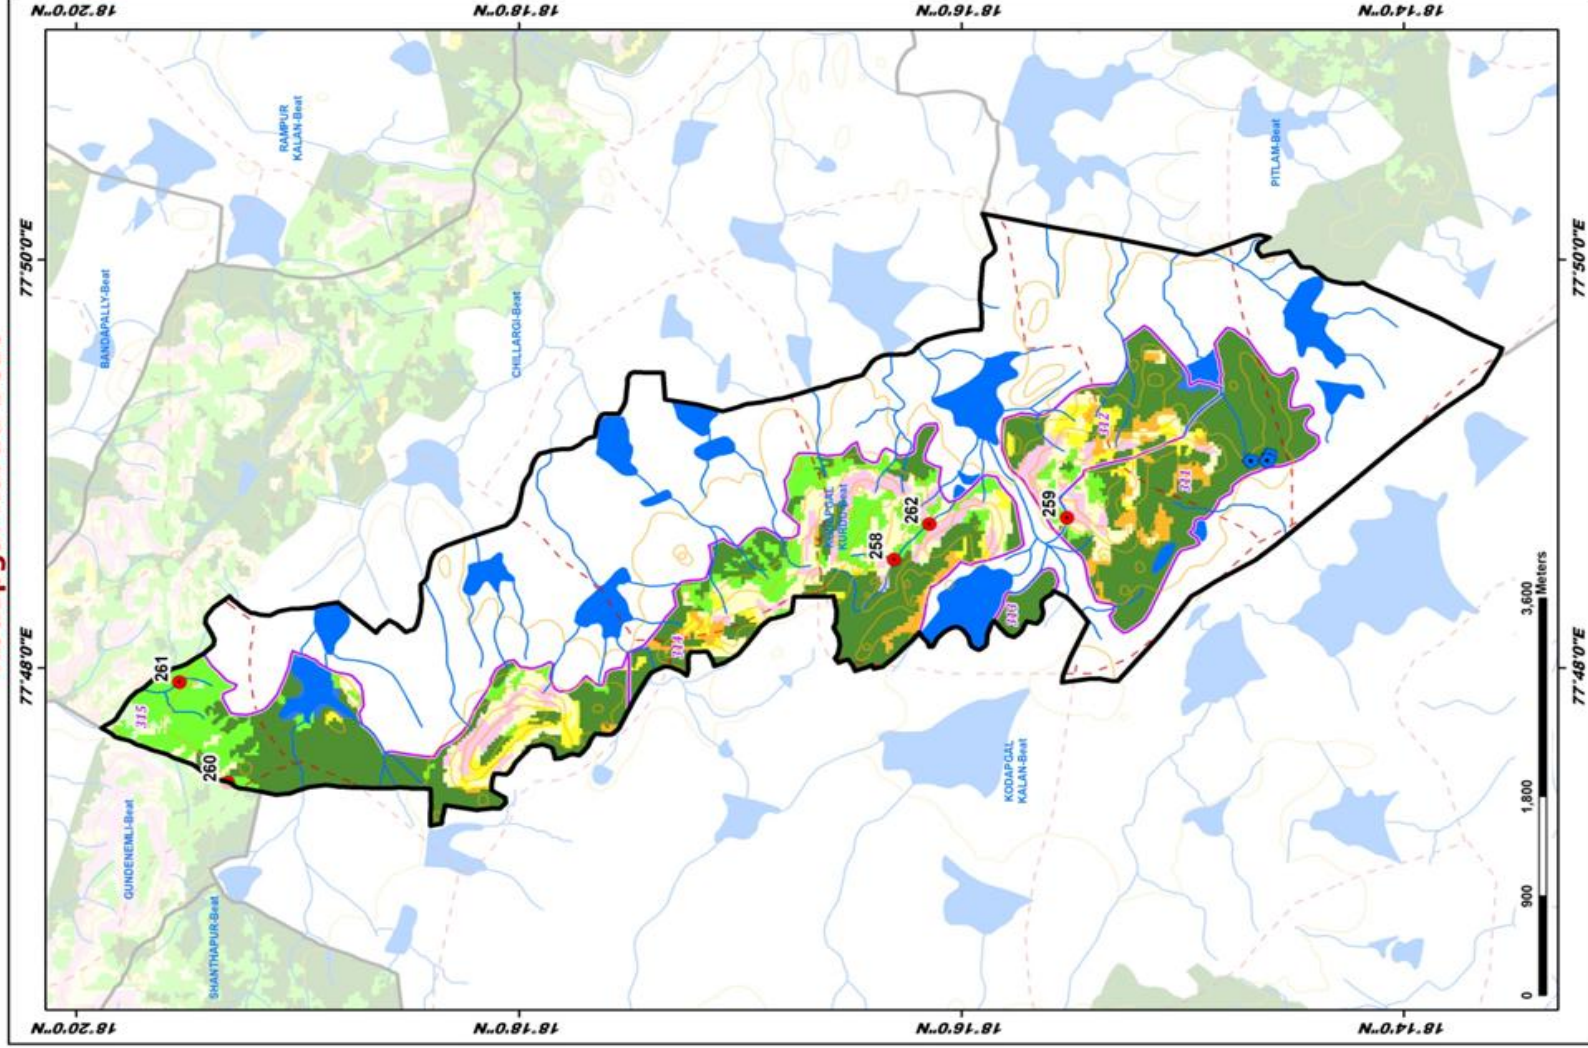 18°20'0"N
18°18'0"N
18°16'0"N
18°14'0"N
77°50'0"E
77°48'0"E
RAMPUR
KALAN-Beat
BANDAPALLY-Beat
CHILLARGI-Beat
PITLAM-Beat
KURDU-Beat
KODAPGAL
KALAN-Beat
GUNDENEMLI-Beat
SHANTHAPUR-Beat
261
315
260
314
258
262
259
312
311
313
77°50'0"E
77°48'0"E
0
900
1,800
3,600
Meters
18°20'0"N
18°18'0"N
18°16'0"N
18°14'0"N